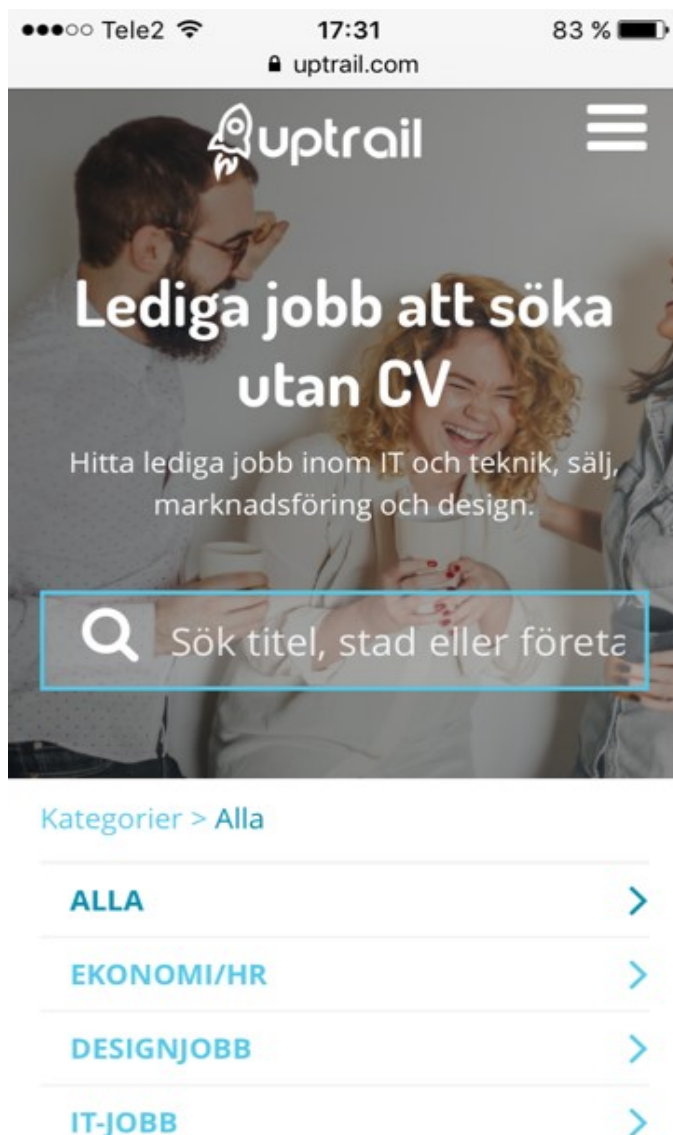 Tele2 17:31 83 %
uptrail.com
uptrail
Lediga jobb att söka
utan CV
Hitta lediga jobb inom IT och teknik, sälj,
marknadsföring och design.
Sök titel, stad eller företa
Kategorier > Alla
ALLA
EKONOMI/HR
DESIGNJOBB
IT-JOBB